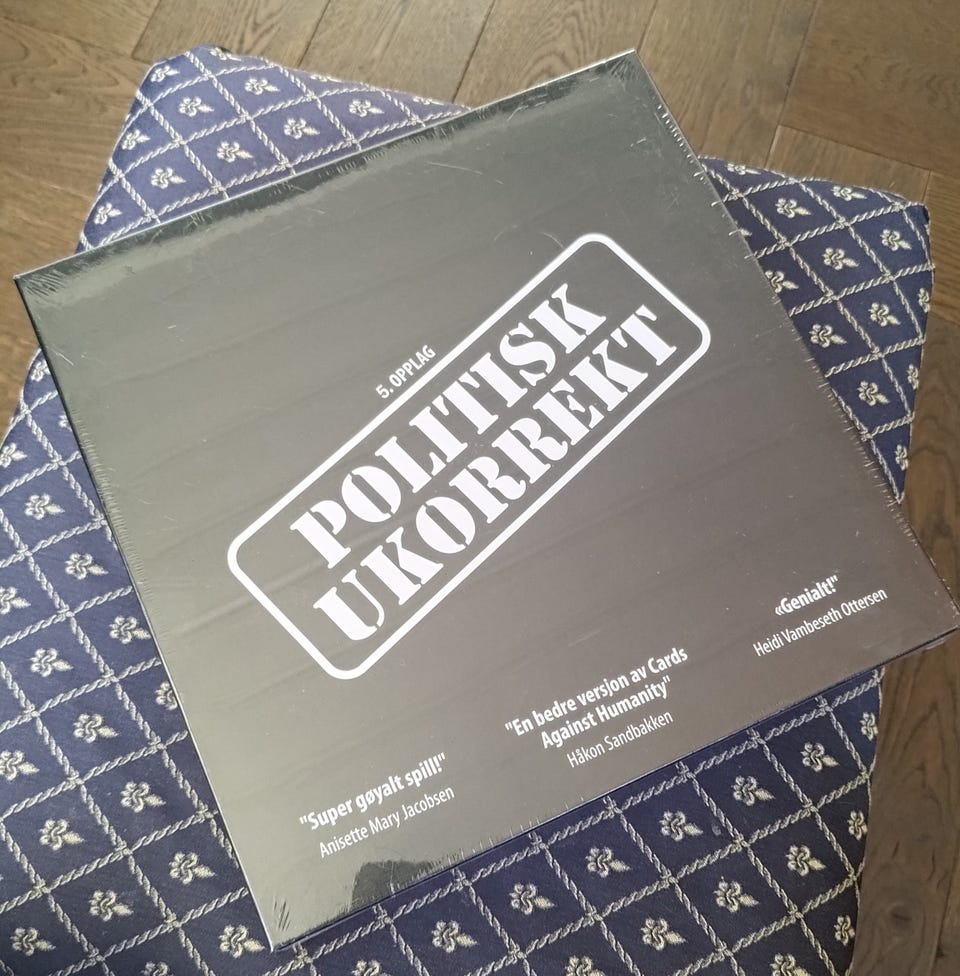 5. OPPLAG
POLITISK
UKORREKT
"Super gøyalt spill!"
Anisette Mary Jacobsen
"En bedre versjon av Cards
Against Humanity"
Håkon Sandbakken
«Genialt!"
Heidi Vambeseth Ottersen